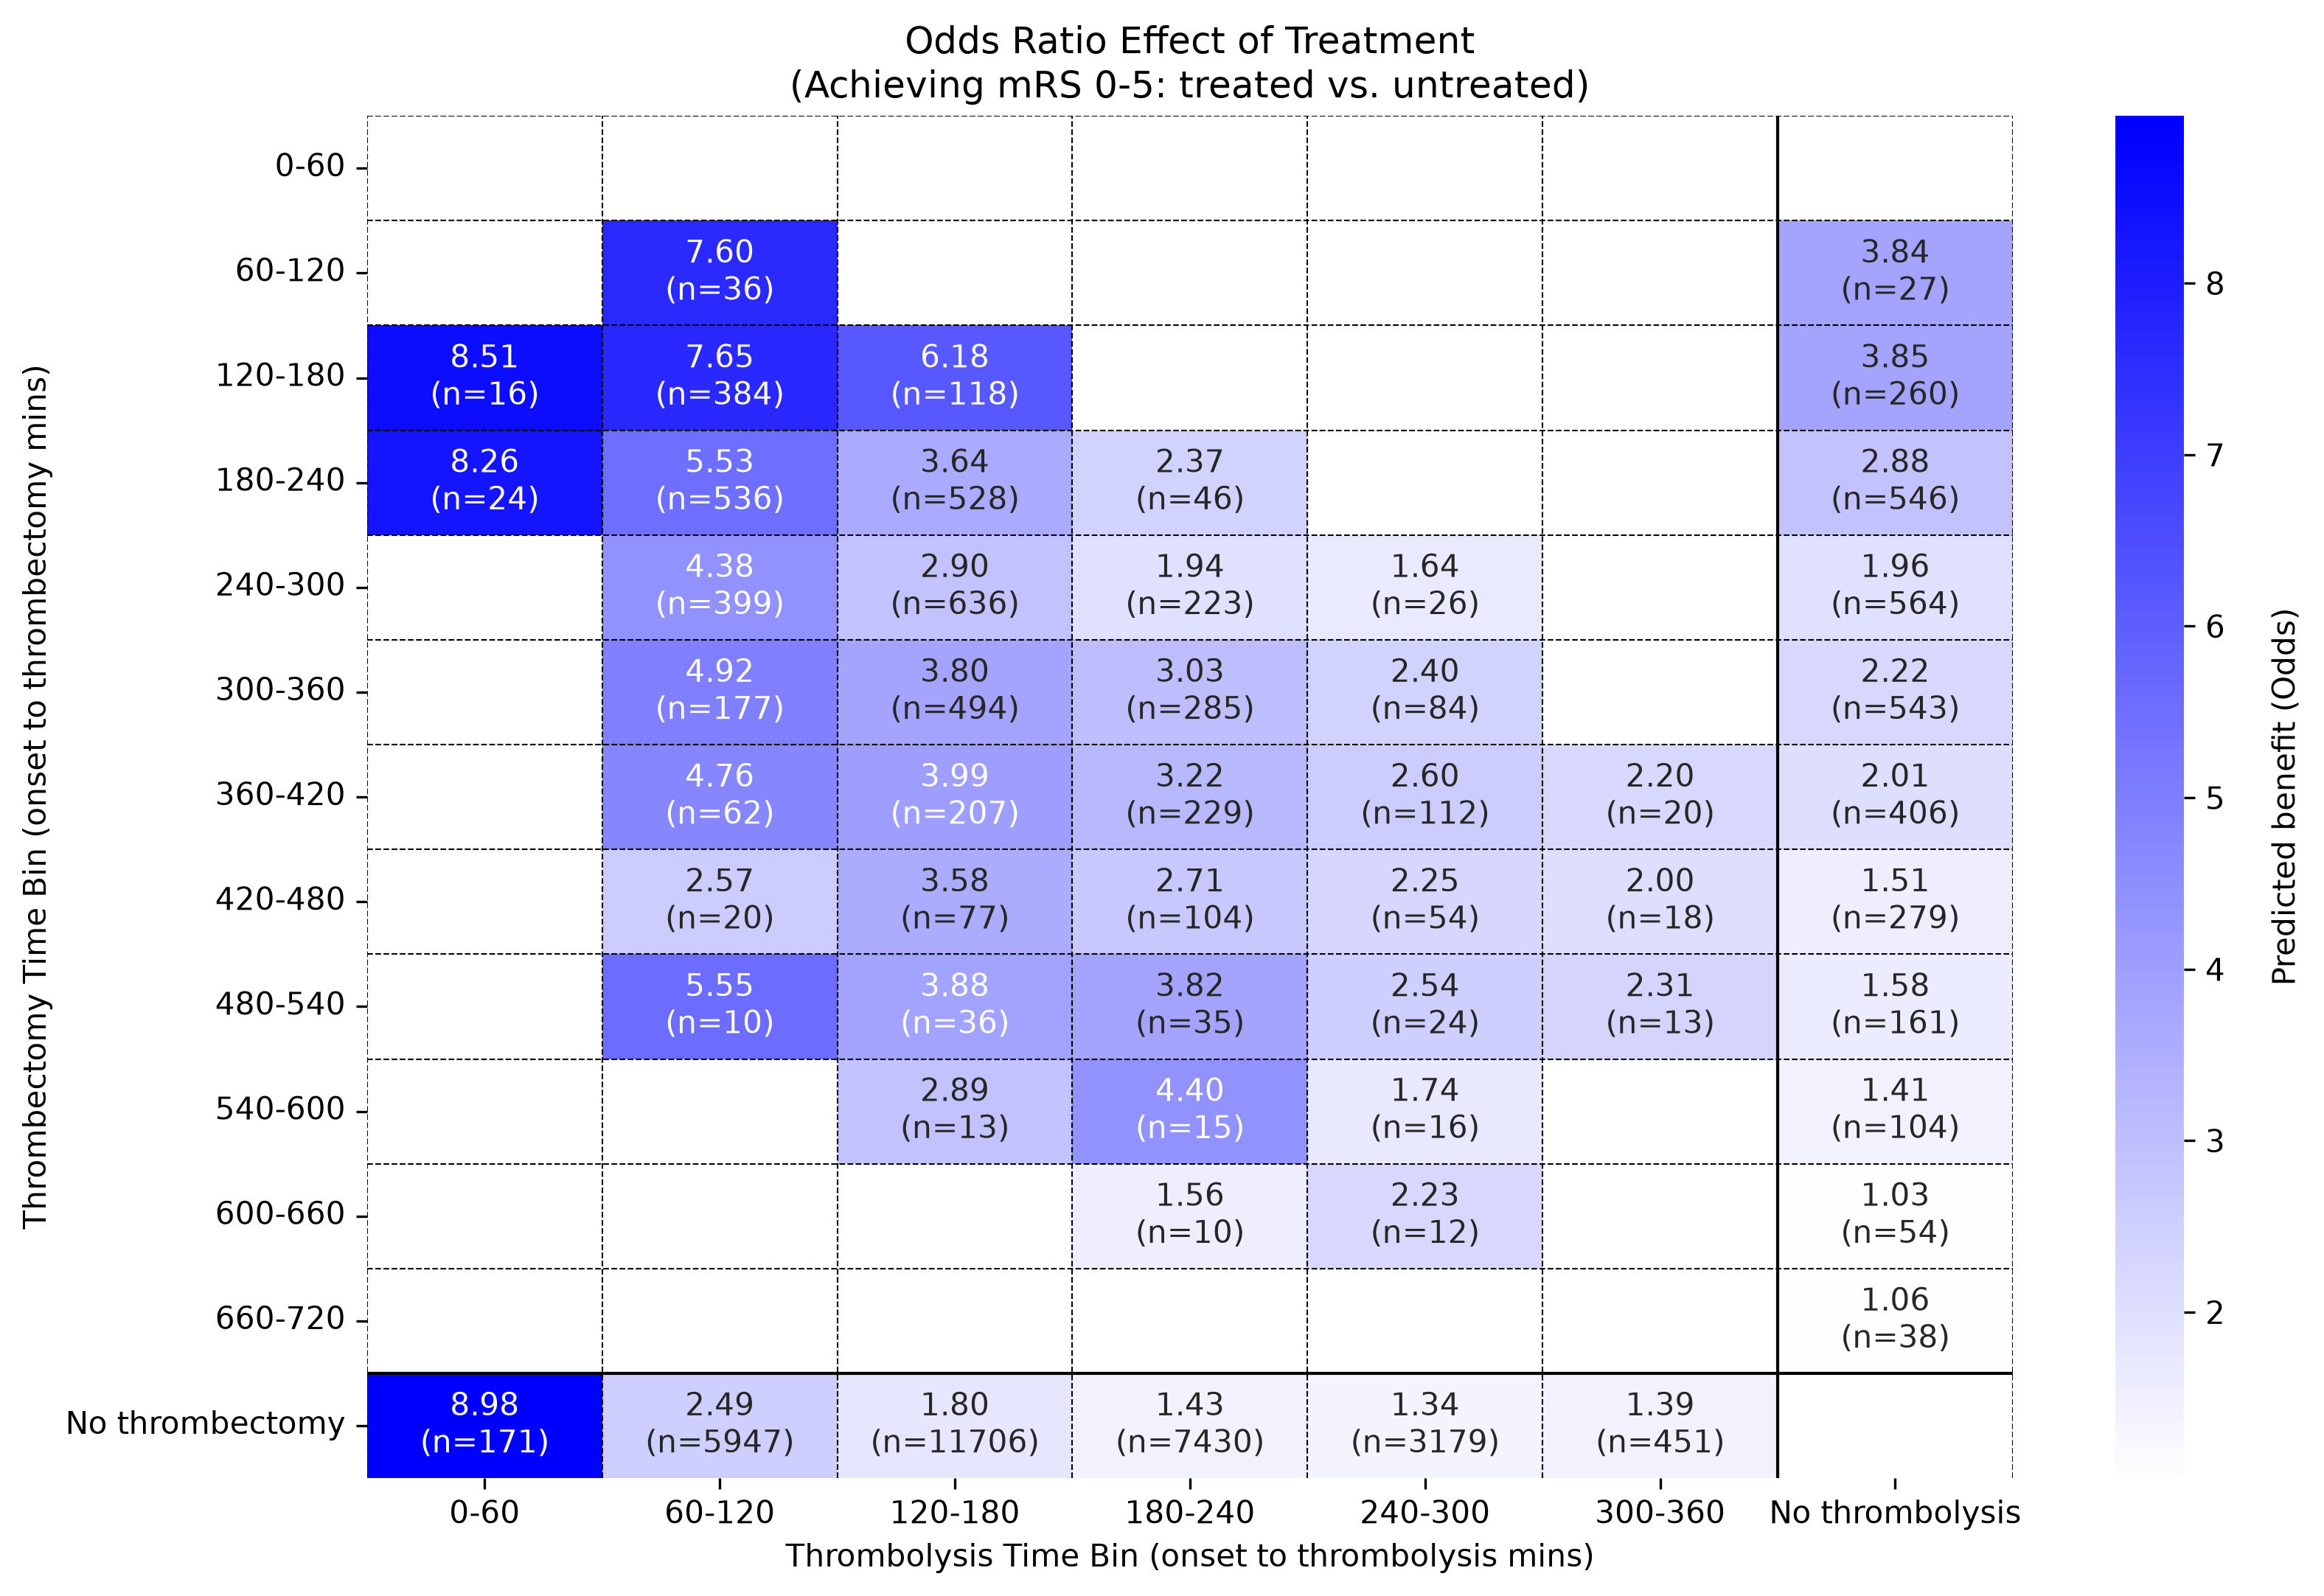 Odds Ratio Effect of Treatment
(Achieving mRS 0-5: treated vs. untreated)
Thrombectomy Time Bin (onset to thrombectomy mins)
0-60
60-120
7.60
(n=36)
3.84
(n=27)
120-180
8.51
(n=16)
7.65
(n=384)
6.18
(n=118)
3.85
(n=260)
180-240
8.26
(n=24)
5.53
(n=536)
3.64
(n=528)
2.37
(n=46)
2.88
(n=546)
240-300
4.38
(n=399)
2.90
(n=636)
1.94
(n=223)
1.64
(n=26)
1.96
(n=564)
300-360
4.92
(n=177)
3.80
(n=494)
3.03
(n=285)
2.40
(n=84)
2.22
(n=543)
360-420
4.76
(n=62)
3.99
(n=207)
3.22
(n=229)
2.60
(n=112)
2.20
(n=20)
2.01
(n=406)
420-480
2.57
(n=20)
3.58
(n=77)
2.71
(n=104)
2.25
(n=54)
2.00
(n=18)
1.51
(n=279)
480-540
5.55
(n=10)
3.88
(n=36)
3.82
(n=35)
2.54
(n=24)
2.31
(n=13)
1.58
(n=161)
540-600
2.89
(n=13)
4.40
(n=15)
1.74
(n=16)
1.41
(n=104)
600-660
1.56
(n=10)
2.23
(n=12)
1.03
(n=54)
660-720
1.06
(n=38)
No thrombectomy
8.98
(n=171)
2.49
(n=5947)
1.80
(n=11706)
1.43
(n=7430)
1.34
(n=3179)
1.39
(n=451)
0-60
60-120
120-180
180-240
240-300
300-360
No thrombolysis
Thrombolysis Time Bin (onset to thrombolysis mins)
8
7
6
5
4
3
2
Predicted benefit (Odds)